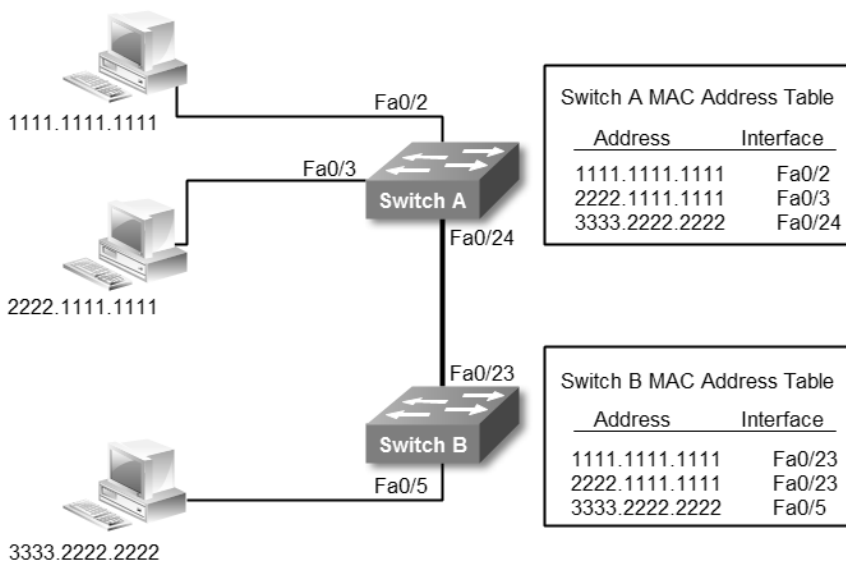 1111.1111.1111
Fa0/2
Fa0/3
Switch A
Fa0/24
2222.1111.1111
Switch A MAC Address Table
Address Interface
1111.1111.1111 Fa0/2
2222.1111.1111 Fa0/3
3333.2222.2222 Fa0/24
Fa0/23
Switch B
Fa0/5
3333.2222.2222
Switch B MAC Address Table
Address Interface
1111.1111.1111 Fa0/23
2222.1111.1111 Fa0/23
3333.2222.2222 Fa0/5